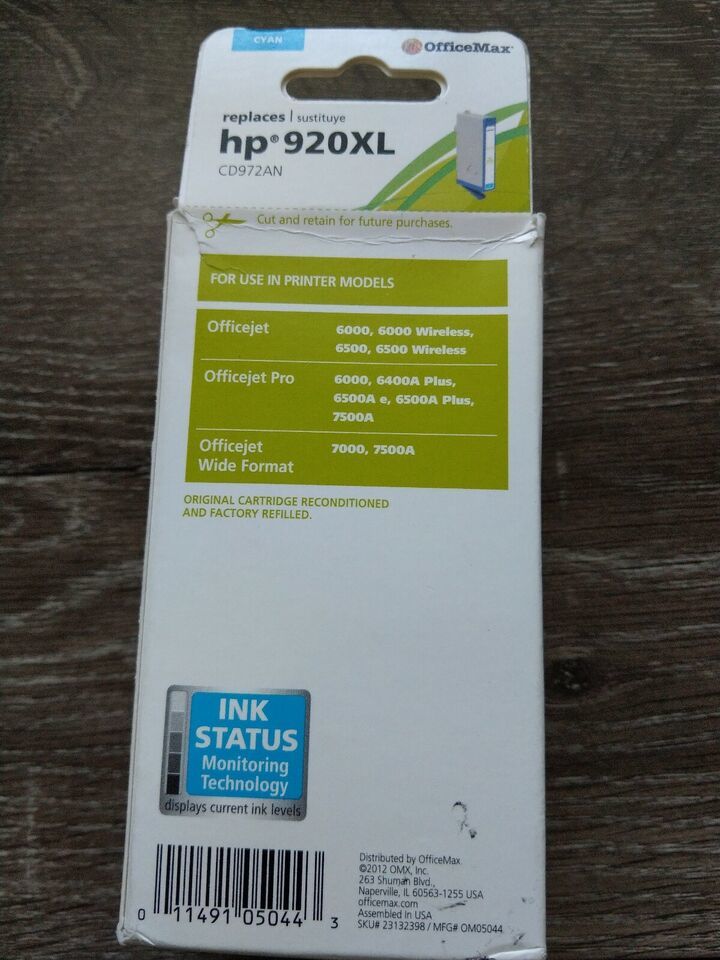 CYAN
OfficeMax
replaces | sustituye
hp® 920XL
CD972AN
Cut and retain for future purchases.
FOR USE IN PRINTER MODELS
Officejet
6000, 6000 Wireless,
6500, 6500 Wireless
Officejet Pro
6000, 6400A Plus,
6500A e, 6500A Plus,
7500A
Officejet
Wide Format
7000, 7500A
ORIGINAL CARTRIDGE RECONDITIONED
AND FACTORY REFILLED.
INK
STATUS
Monitoring
Technology
displays current ink levels
0 11491 05044 3
Distributed by OfficeMax
©2012 OMX, Inc.
263 Shuman Blvd.,
Naperville, IL 60563-1255 USA
officemax.com
Assembled in USA
SKU# 23132398 / MFG# OM05044